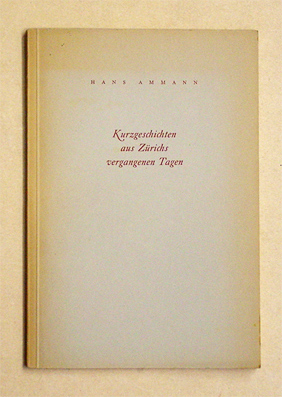 HANS AMMANN
Kurzgeschichten
aus Zürichs
vergangenen Tagen